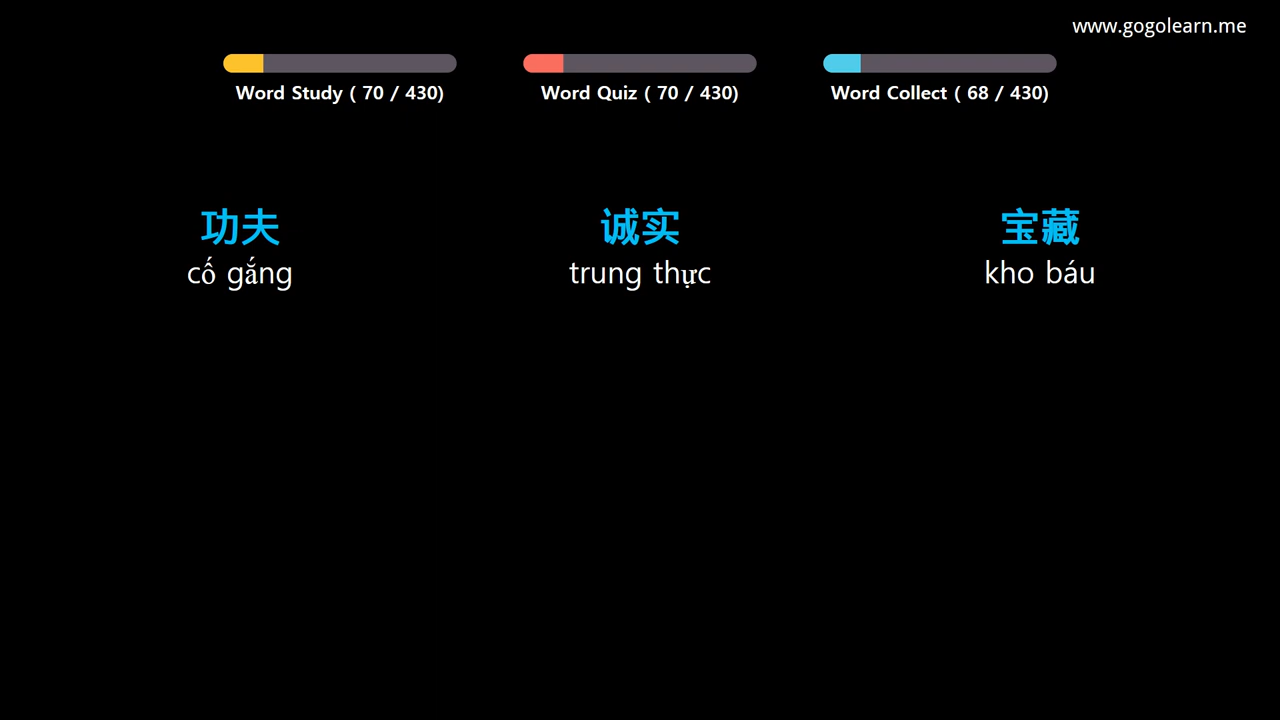 www.gogolearn.me
Word Study ( 70 / 430)
Word Quiz ( 70 / 430)
Word Collect ( 68 / 430)
功夫
诚实
宝藏
cố gắng
trung thực
kho báu